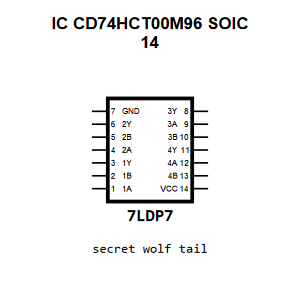 IC CD74HCT00M96 SOIC
14
7 GND 3Y 8
6 2Y 3A 9
5 2B 3B 10
4 2A 4Y 11
3 1Y 4A 12
2 1B 4B 13
1 1A VCC 14
7LDP7
secret wolf tail